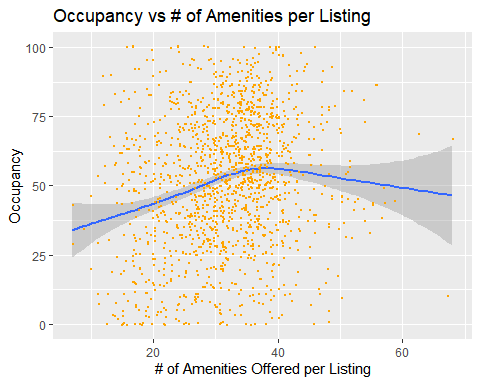 Occupancy vs # of Amenities per Listing
100
75
50
25
0
Occupancy
20 40 60
# of Amenities Offered per Listing